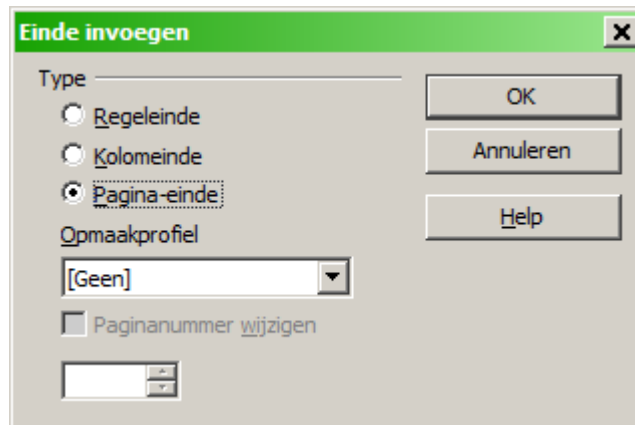 Einde invoegen
Type
Regeleinde
Kolomeinde
Pagina-einde
Opmaakprofiel
[Geen]
Paginanummer wijzigen
OK
Annuleren
Help